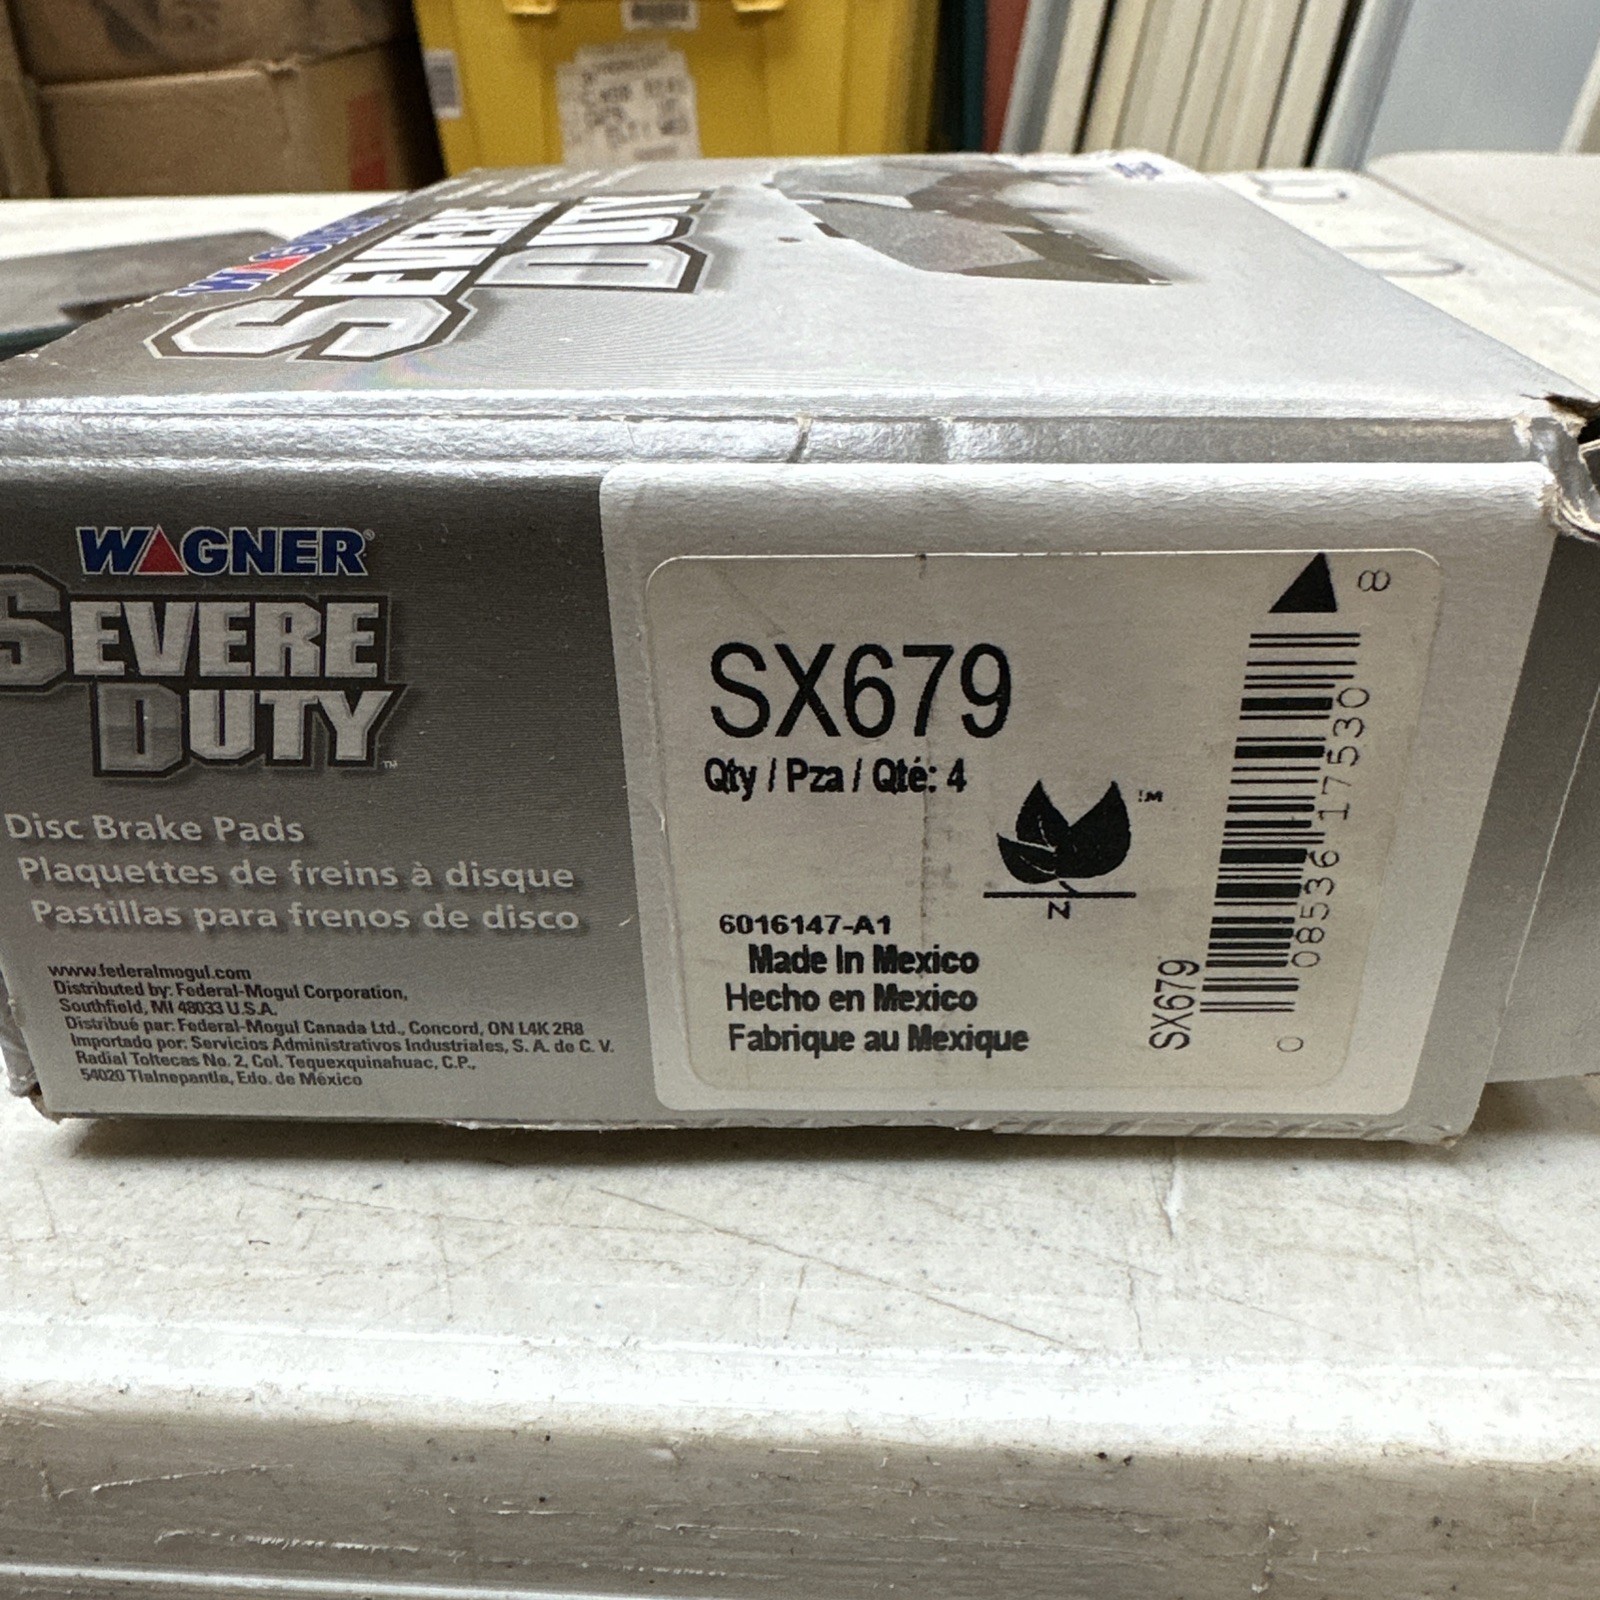 WAGNER
SEVERE
DUTY
WAGNER®
SEVERE
DUTY™
Disc Brake Pads
Plaquettes de freins à disque
Pastillas para frenos de disco
www.federalmogul.com
Distributed by: Federal-Mogul Corporation,
Southfield, MI 48033 U.S.A.
Distribué par: Federal-Mogul Canada Ltd., Concord, ON L4K 2R8
Importado por: Servicios Administrativos Industriales, S. A. de C. V.
Radial Toltecas No. 2, Col. Tequexquinahuac, C.P.,
54020 Tlalnepantla, Edo. de México
SX679
Qty / Pza / Qté: 4
N
TM
6016147-A1
Made In Mexico
Hecho en Mexico
Fabrique au Mexique
SX679
0 08536 17530 8